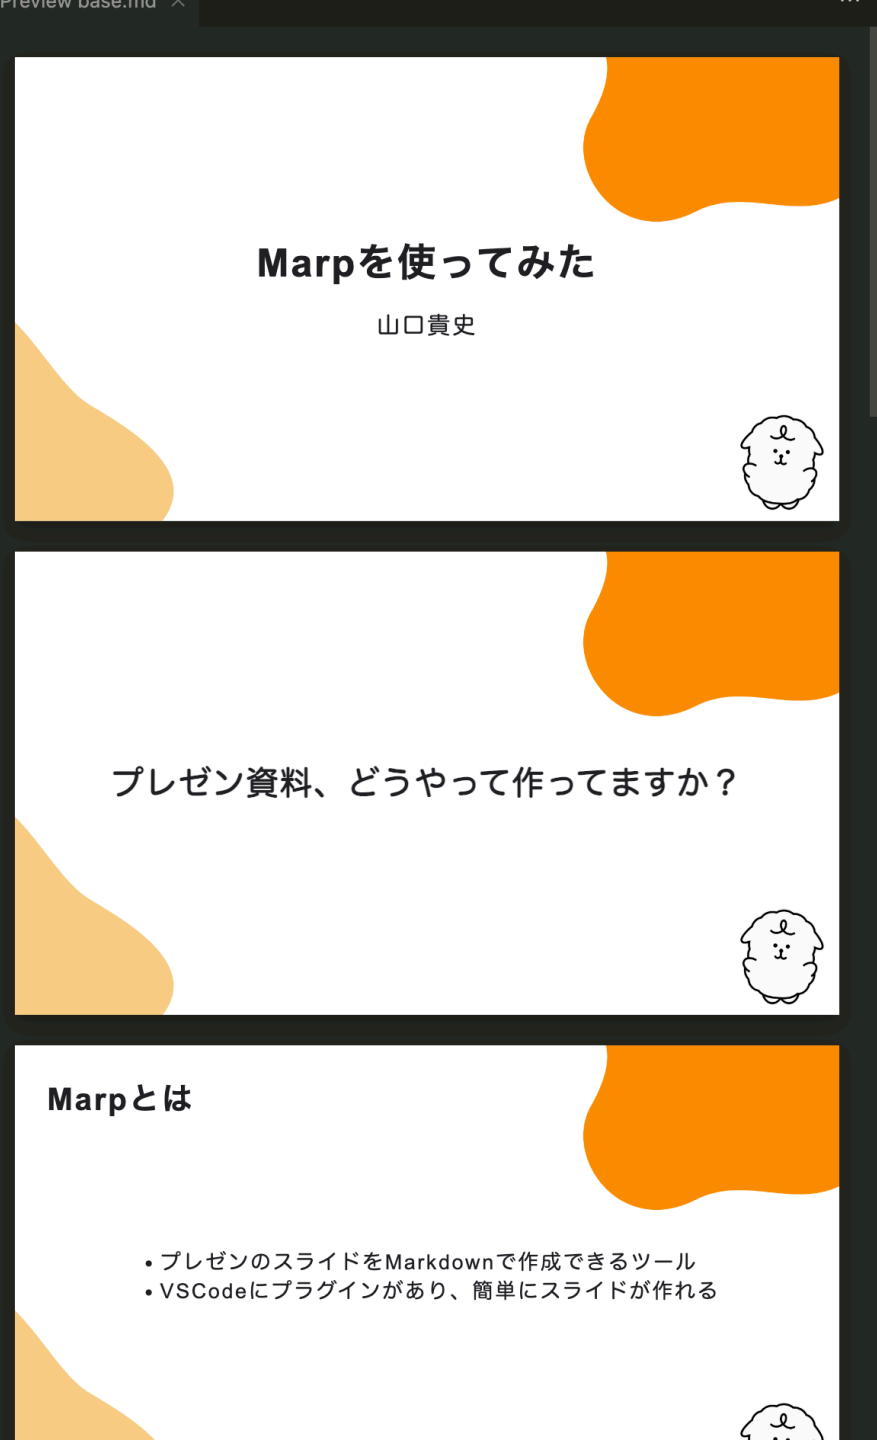 Preview base.md
Marpを使ってみた
山口貴史
プレゼン資料、どうやって作ってますか？
Marpとは
• プレゼンのスライドをMarkdownで作成できるツール
• VSCodeにプラグインがあり、簡単にスライドが作れる